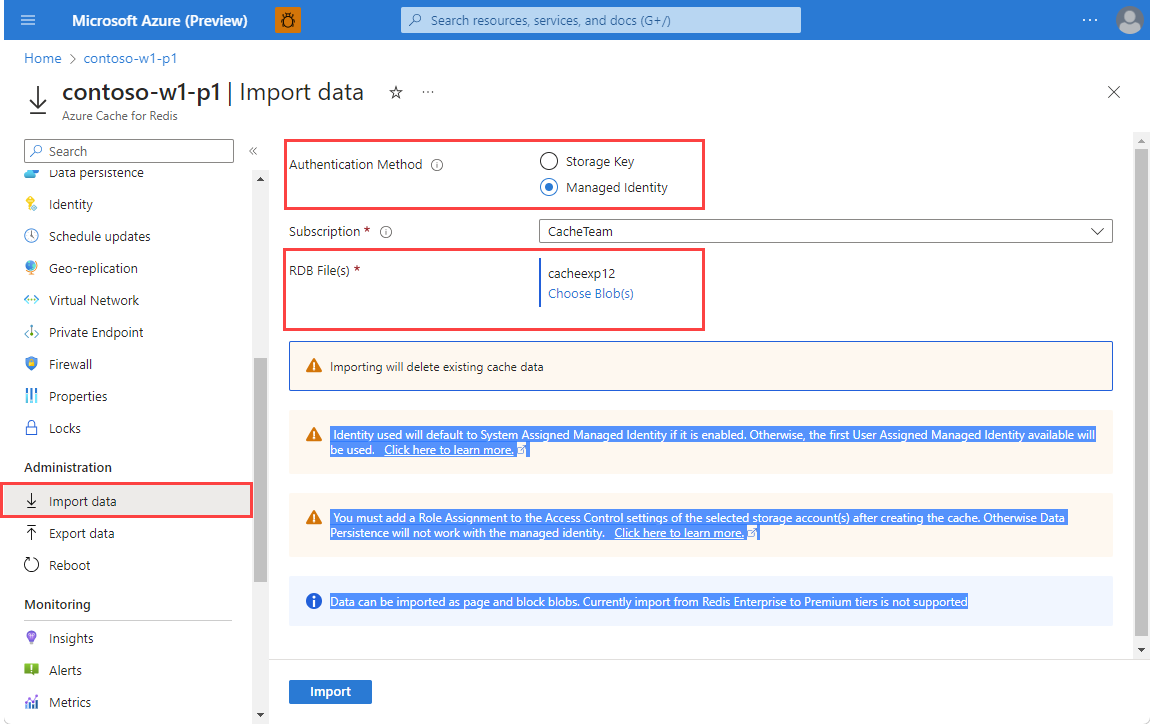 Microsoft Azure (Preview)
Search resources, services, and docs (G+/)
...
Home > contoso-w1-p1
contoso-w1-p1 | Import data
...
Azure Cache for Redis
Search
«
Data persistence
Identity
Schedule updates
Geo-replication
Virtual Network
Private Endpoint
Firewall
Properties
Locks
Administration
Import data
Export data
Reboot
Monitoring
Insights
Alerts
Metrics
Authentication Method
Storage Key
Managed Identity
Subscription *
CacheTeam
RDB File(s) *
cacheexp12
Choose Blob(s)
Importing will delete existing cache data
Identity used will default to System Assigned Managed Identity if it is enabled. Otherwise, the first User Assigned Managed Identity available will
be used. Click here to learn more.
You must add a Role Assignment to the Access Control settings of the selected storage account(s) after creating the cache. Otherwise Data
Persistence will not work with the managed identity. Click here to learn more.
Data can be imported as page and block blobs. Currently import from Redis Enterprise to Premium tiers is not supported
Import